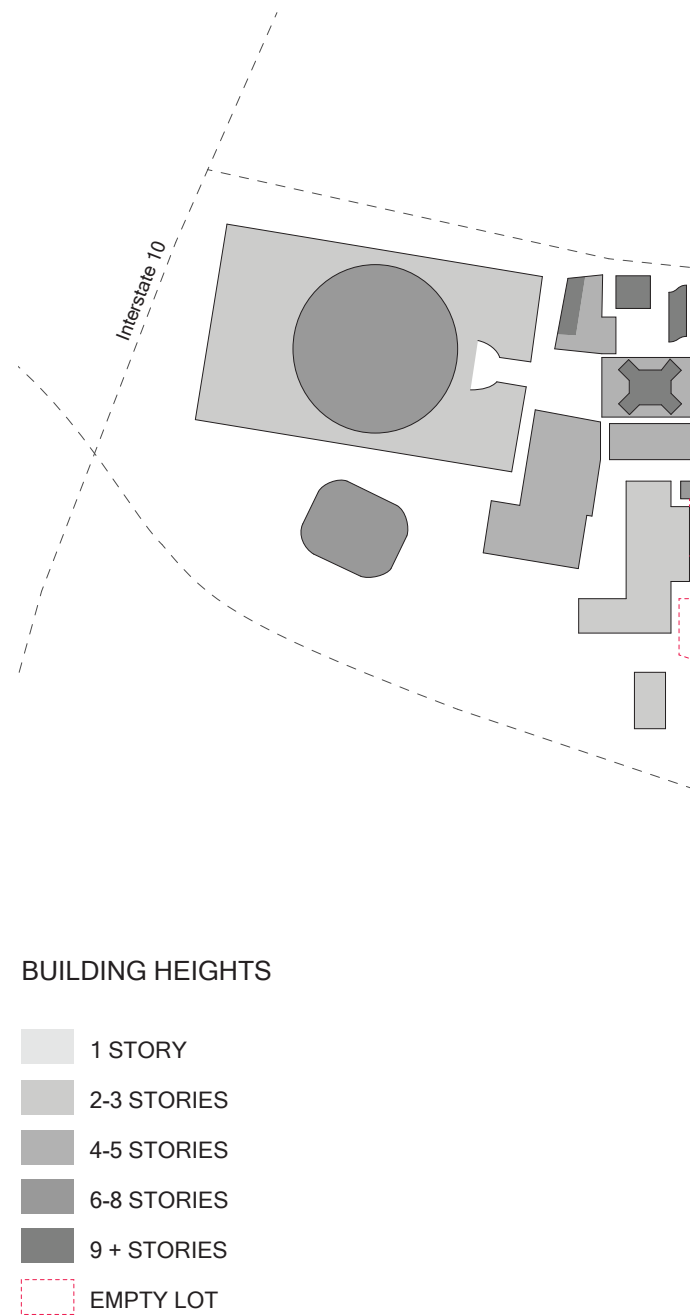 Interstate 10
BUILDING HEIGHTS
1 STORY
2-3 STORIES
4-5 STORIES
6-8 STORIES
9 + STORIES
EMPTY LOT